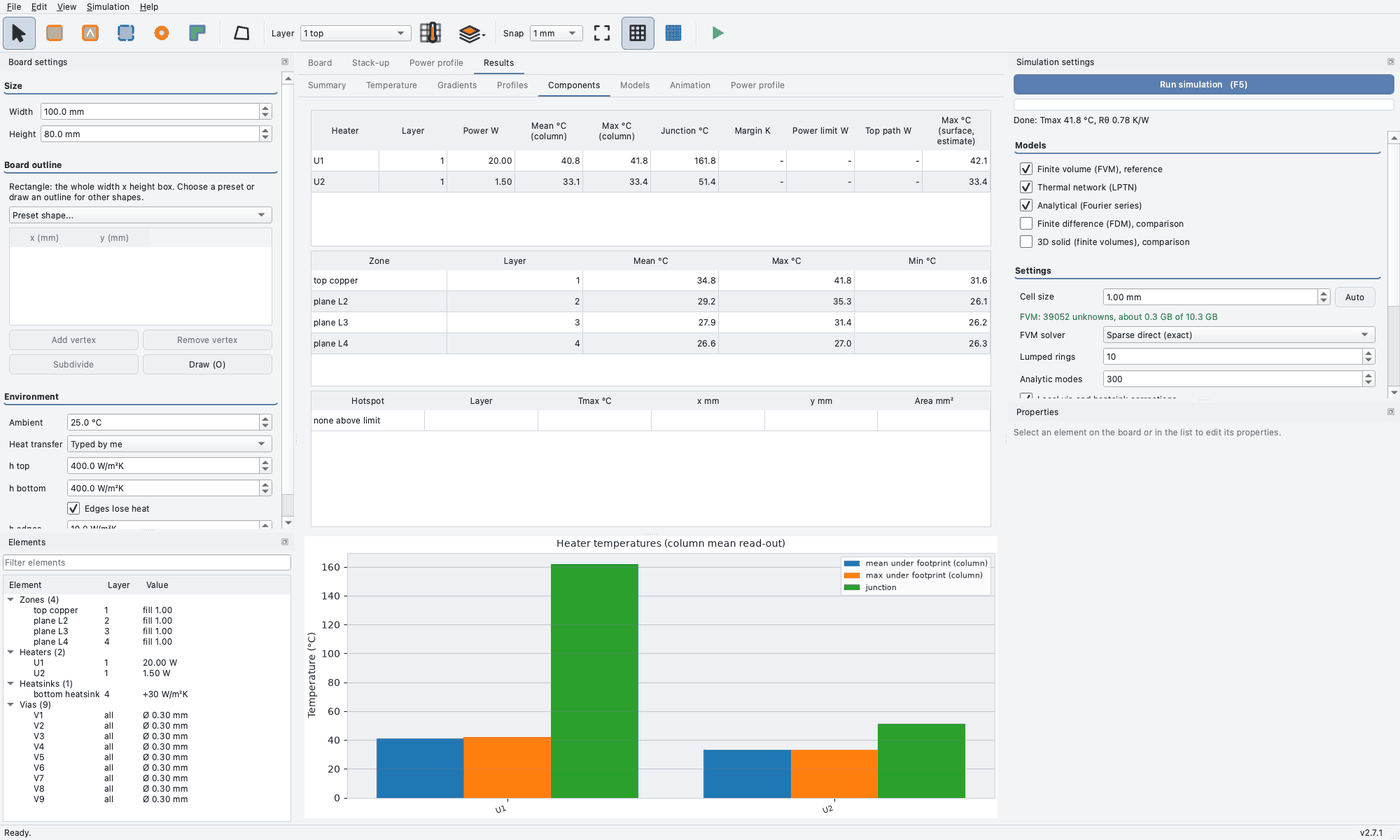 File Edit View Simulation Help
Layer 1 top Snap 1 mm
Board settings
Size
Width 100.0 mm
Height 80.0 mm
Board outline
Rectangle: the whole width x height box. Choose a preset or
draw an outline for other shapes.
Preset shape...
x (mm) y (mm)
Add vertex Remove vertex
Subdivide Draw (O)
Environment
Ambient 25.0 °C
Heat transfer Typed by me
h top 400.0 W/m²K
h bottom 400.0 W/m²K
Edges lose heat
h edges 10.0 W/m²K
Elements
Filter elements
Element Layer Value
Zones (4)
top copper 1 fill 1.00
plane L2 2 fill 1.00
plane L3 3 fill 1.00
plane L4 4 fill 1.00
Heaters (2)
U1 1 20.00 W
U2 1 1.50 W
Heatsinks (1)
bottom heatsink 4 +30 W/m²K
Vias (9)
V1 all Ø 0.30 mm
V2 all Ø 0.30 mm
V3 all Ø 0.30 mm
V4 all Ø 0.30 mm
V5 all Ø 0.30 mm
V6 all Ø 0.30 mm
V7 all Ø 0.30 mm
V8 all Ø 0.30 mm
V9 all Ø 0.30 mm
Board Stack-up Power profile Results
Summary Temperature Gradients Profiles Components Models Animation Power profile
Heater Layer Power W Mean °C (column) Max °C (column) Junction °C Margin K Power limit W Top path W Max °C (surface, estimate)
U1 1 20.00 40.8 41.8 161.8 - - - 42.1
U2 1 1.50 33.1 33.4 51.4 - - - 33.4
Zone Layer Mean °C Max °C Min °C
top copper 1 34.8 41.8 31.6
plane L2 2 29.2 35.3 26.1
plane L3 3 27.9 31.4 26.2
plane L4 4 26.6 27.0 26.3
Hotspot Layer Tmax °C x mm y mm Area mm²
none above limit
Heater temperatures (column mean read-out)
mean under footprint (column)
max under footprint (column)
junction
Temperature (°C)
160
140
120
100
80
60
40
20
0
U1 U2
Simulation settings
Run simulation (F5)
Done: Tmax 41.8 °C, Rθ 0.78 K/W
Models
Finite volume (FVM), reference
Thermal network (LPTN)
Analytical (Fourier series)
Finite difference (FDM), comparison
3D solid (finite volumes), comparison
Settings
Cell size 1.00 mm Auto
FVM: 39052 unknowns, about 0.3 GB of 10.3 GB
FVM solver Sparse direct (exact)
Lumped rings 10
Analytic modes 300
Properties
Select an element on the board or in the list to edit its properties.
Ready. v2.7.1